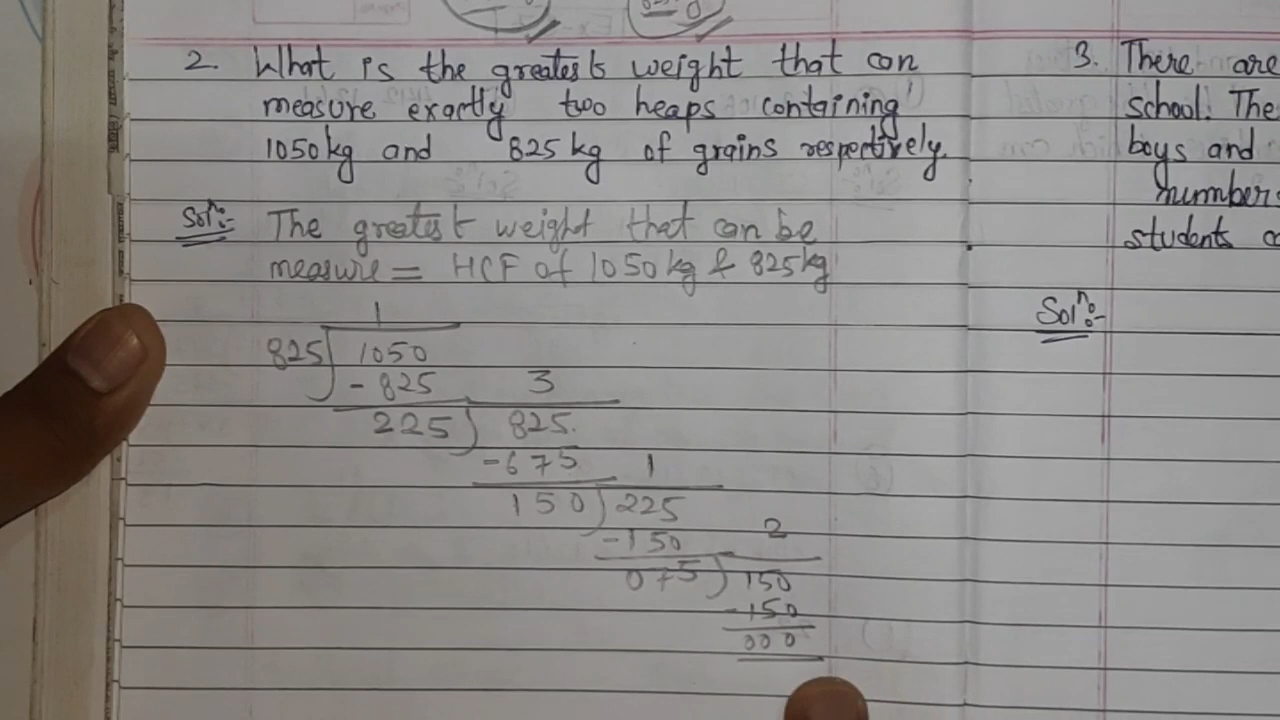 2. What is the greatest weight that can
measure exactly two heaps containing
1050 kg and 825 kg of grains respectively.
Solⁿ:-
The greatest weight that can be
measure = HCF of 1050 kg & 825 kg
1
825) 1050
- 825 3
225) 825.
-675 1
150) 225
-150 2
075) 150
-150
000
3. There are
school. The
boys and
number
students
Solⁿ:-